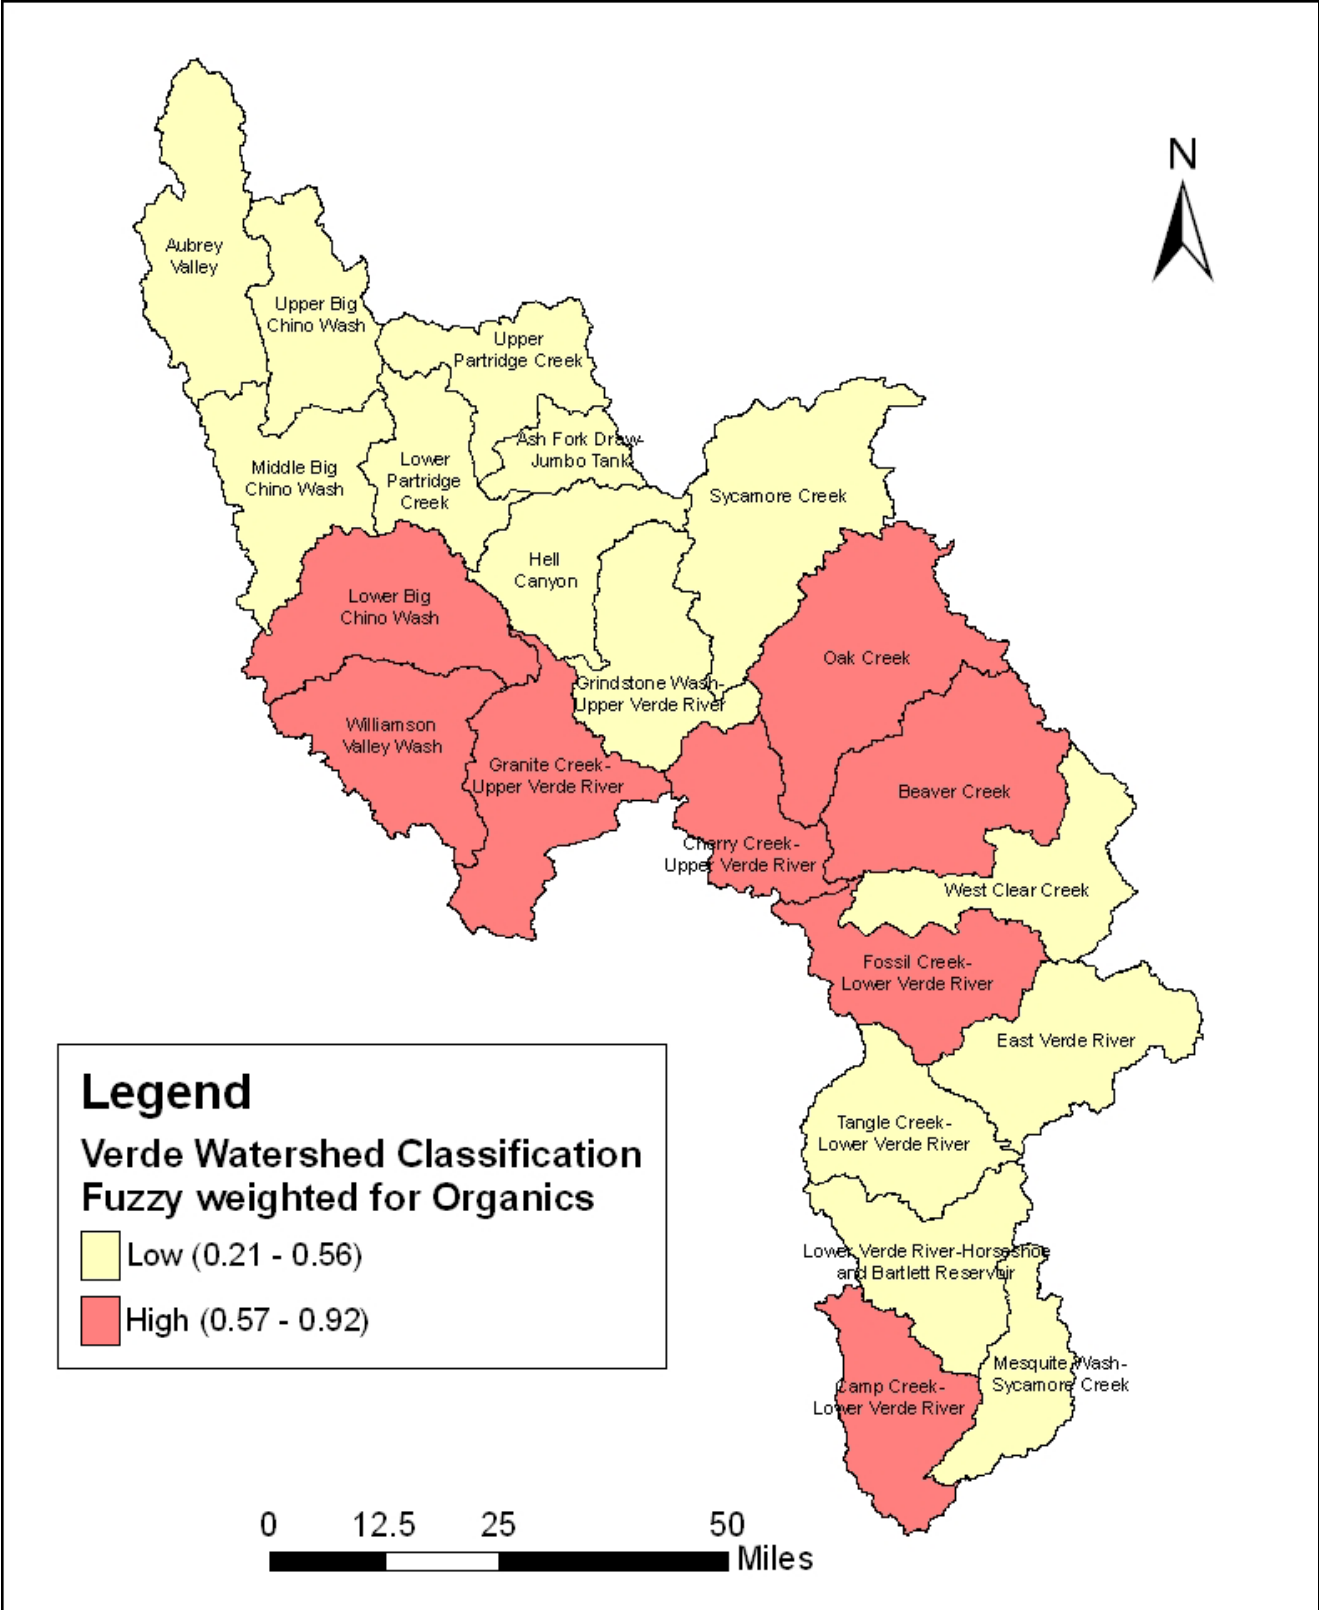 N
Aubrey
Valley
Upper Big
Chino Wash
Upper
Partridge Creek
Ash Fork Draw-
Jumbo Tank
Middle Big
Chino Wash
Lower
Partridge
Creek
Sycamore Creek
Hell
Canyon
Lower Big
Chino Wash
Oak Creek
Grindstone Wash-
Upper Verde River
Williamson
Valley Wash
Granite Creek-
Upper Verde River
Beaver Creek
Cherry Creek-
Upper Verde River
West Clear Creek
Fossil Creek-
Lower Verde River
East Verde River
Tangle Creek-
Lower Verde River
Lower Verde River-Horseshoe
and Bartlett Reservoir
Mesquite Wash-
Sycamore Creek
Camp Creek-
Lower Verde River
Legend
Verde Watershed Classification
Fuzzy weighted for Organics
Low (0.21 - 0.56)
High (0.57 - 0.92)
0 12.5 25 50
Miles